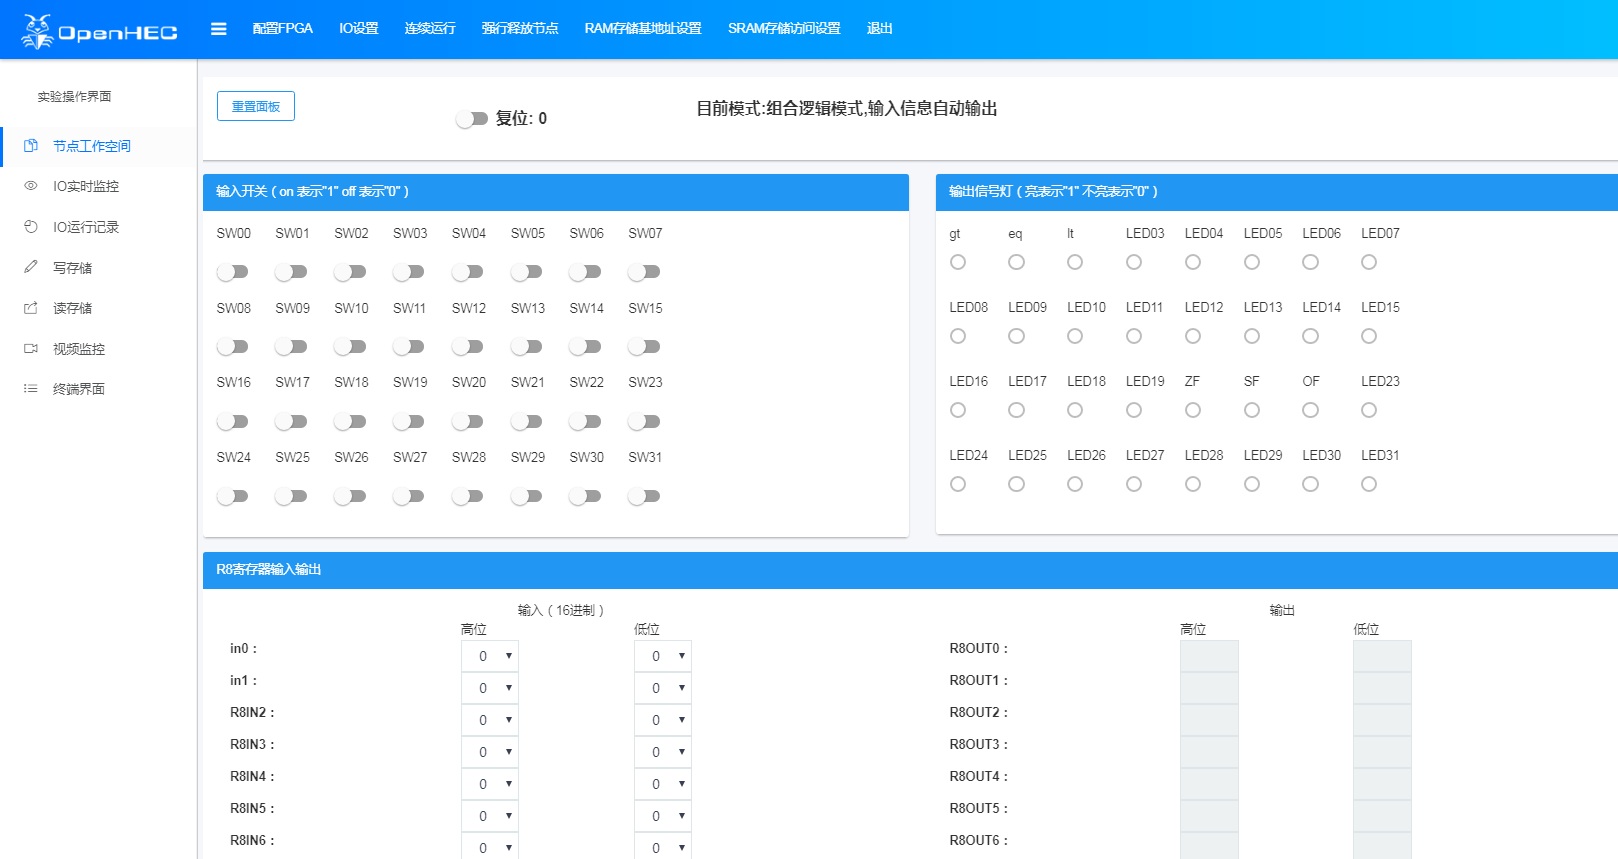 OpenHEC 配置FPGA IO设置 连续运行 强行释放节点 RAM存储基地址设置 SRAM存储访问设置 退出
实验操作界面
节点工作空间
IO实时监控
IO运行记录
写存储
读存储
视频监控
终端界面
重置面板 复位: 0 目前模式:组合逻辑模式,输入信息自动输出
输入开关 ( on 表示"1" off 表示"0" )
SW00 SW01 SW02 SW03 SW04 SW05 SW06 SW07
SW08 SW09 SW10 SW11 SW12 SW13 SW14 SW15
SW16 SW17 SW18 SW19 SW20 SW21 SW22 SW23
SW24 SW25 SW26 SW27 SW28 SW29 SW30 SW31
输出信号灯 ( 亮表示"1" 不亮表示"0" )
gt eq lt LED03 LED04 LED05 LED06 LED07
LED08 LED09 LED10 LED11 LED12 LED13 LED14 LED15
LED16 LED17 LED18 LED19 ZF SF OF LED23
LED24 LED25 LED26 LED27 LED28 LED29 LED30 LED31
R8寄存器输入输出
输入 ( 16进制 ) 输出
高位 低位 高位 低位
in0 : 0 0 R8OUT0 :
in1 : 0 0 R8OUT1 :
R8IN2 : 0 0 R8OUT2 :
R8IN3 : 0 0 R8OUT3 :
R8IN4 : 0 0 R8OUT4 :
R8IN5 : 0 0 R8OUT5 :
R8IN6 : 0 0 R8OUT6 :